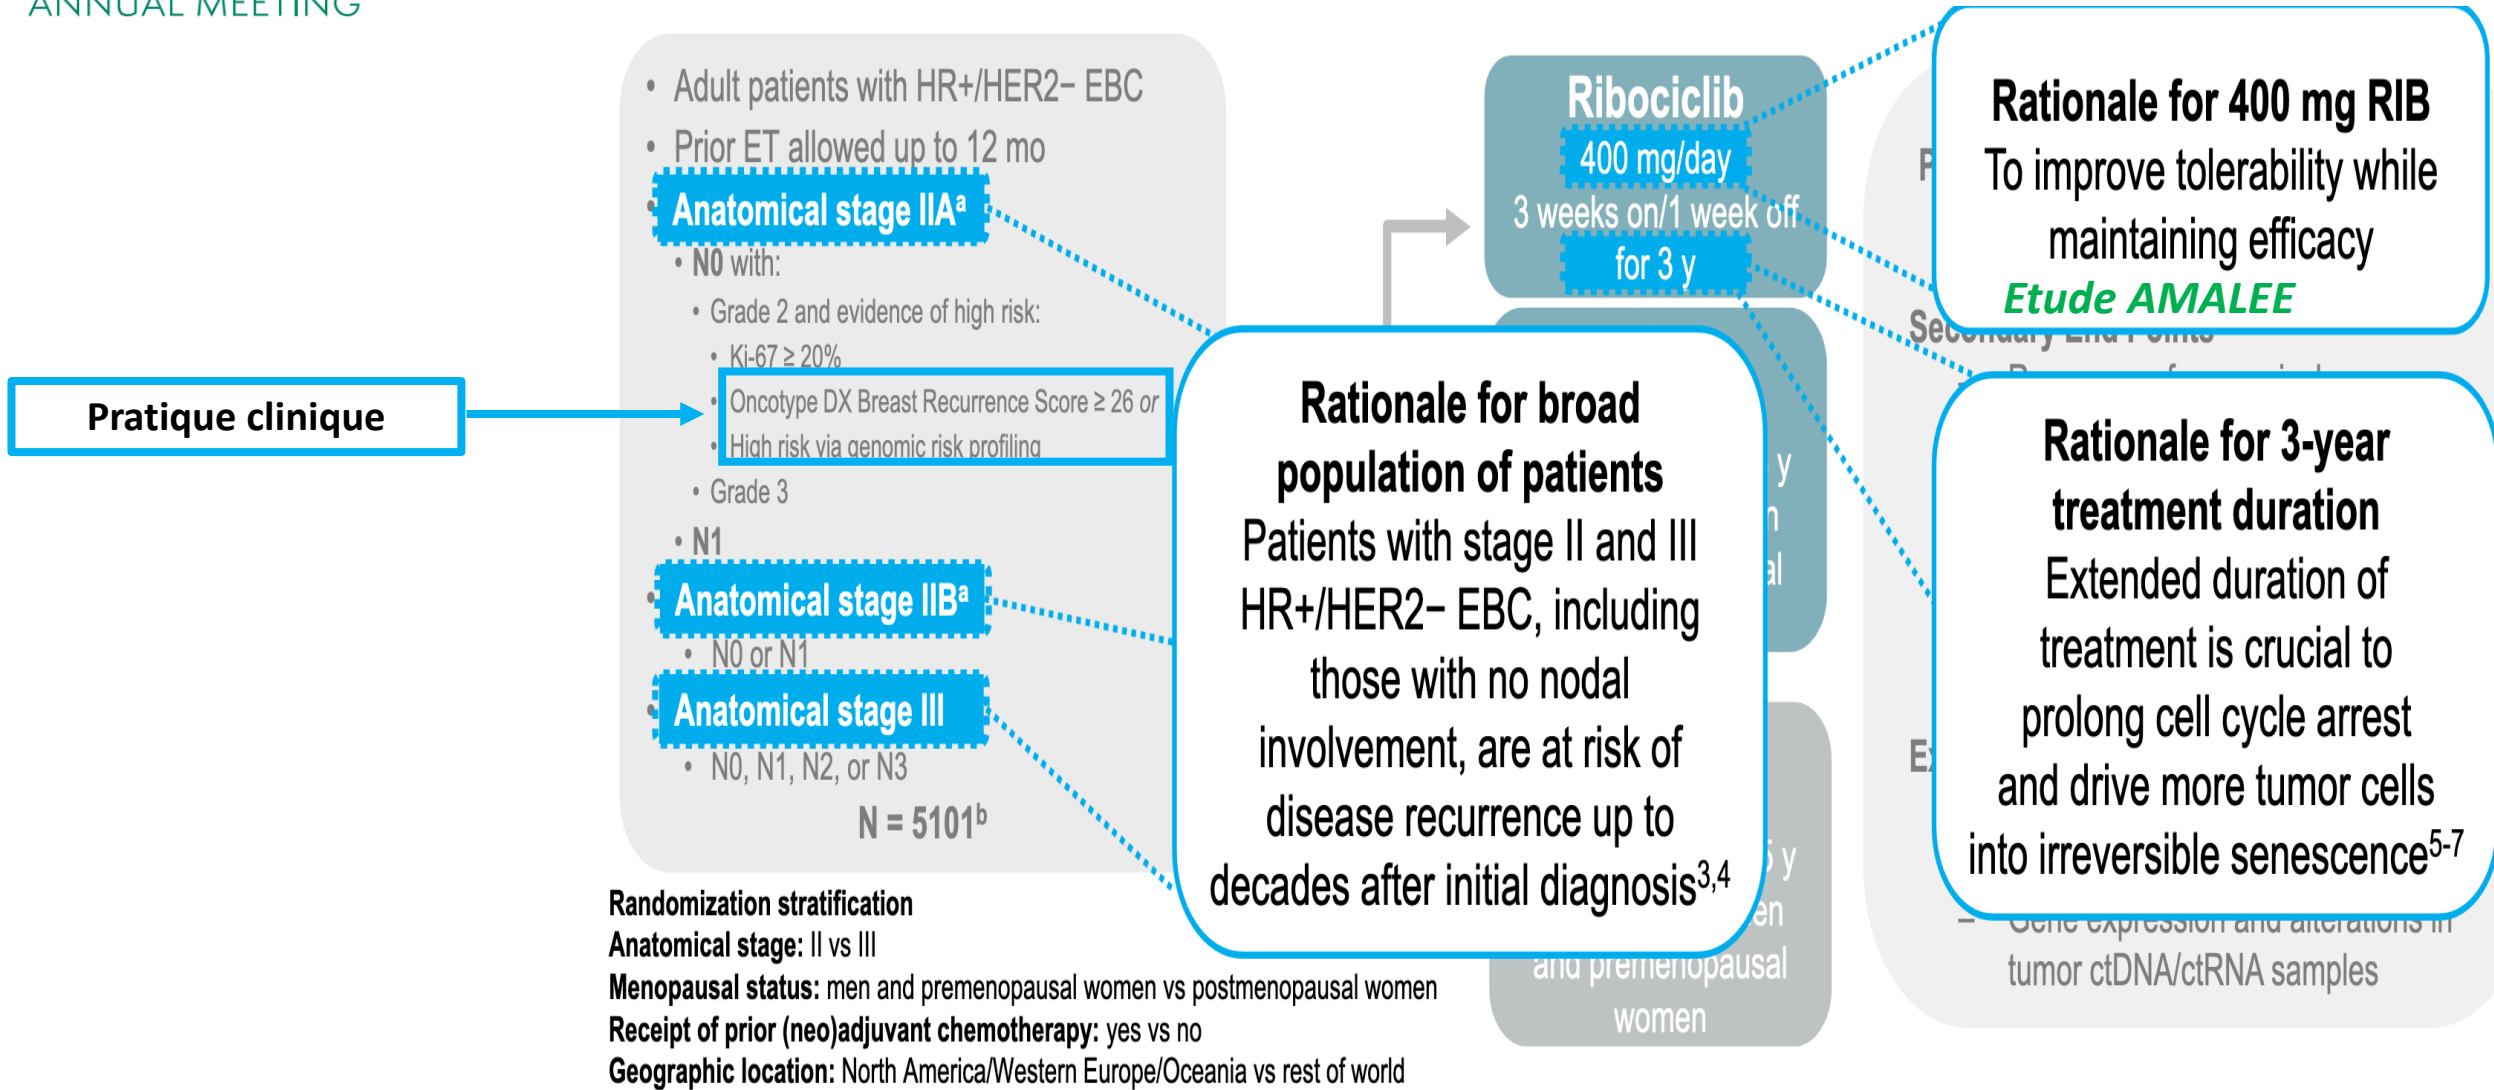 ANNUAL MEETING
• Adult patients with HR+/HER2− EBC
• Prior ET allowed up to 12 mo
• Anatomical stage IIAª
• N0 with:
• Grade 2 and evidence of high risk:
• Ki-67 ≥ 20%
• Oncotype DX Breast Recurrence Score ≥ 26 or
• High risk via genomic risk profiling
• Grade 3
• N1
• Anatomical stage IIBª
• N0 or N1
• Anatomical stage III
• N0, N1, N2, or N3
N = 5101ᵇ
Pratique clinique
Randomization stratification
Anatomical stage: II vs III
Menopausal status: men and premenopausal women vs postmenopausal women
Receipt of prior (neo)adjuvant chemotherapy: yes vs no
Geographic location: North America/Western Europe/Oceania vs rest of world
Ribociclib
400 mg/day
3 weeks on/1 week off
for 3 y
Rationale for broad
population of patients
Patients with stage II and III
HR+/HER2− EBC, including
those with no nodal
involvement, are at risk of
disease recurrence up to
decades after initial diagnosis³,⁴
y
and premenopausal
women
Rationale for 400 mg RIB
To improve tolerability while
maintaining efficacy
Etude AMALEE
Secondary End Points
Rationale for 3-year
treatment duration
Extended duration of
treatment is crucial to
prolong cell cycle arrest
and drive more tumor cells
into irreversible senescence⁵⁻⁷
– Gene expression and alterations in
tumor ctDNA/ctRNA samples